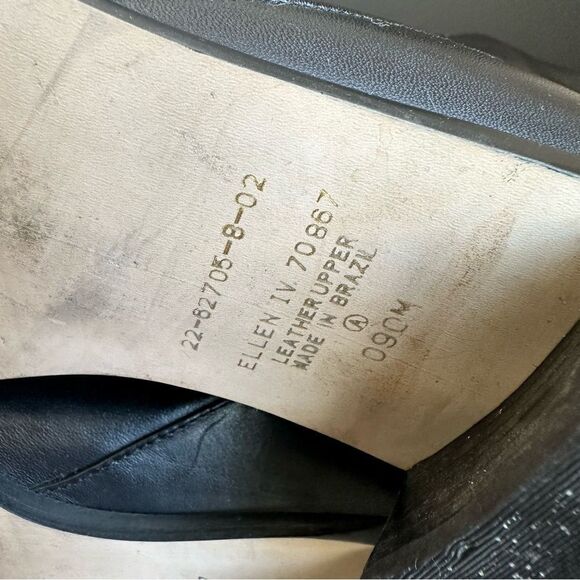 22-82705-8-02
ELLEN IV. 70867
LEATHER UPPER
MADE IN BRAZIL
A
090M